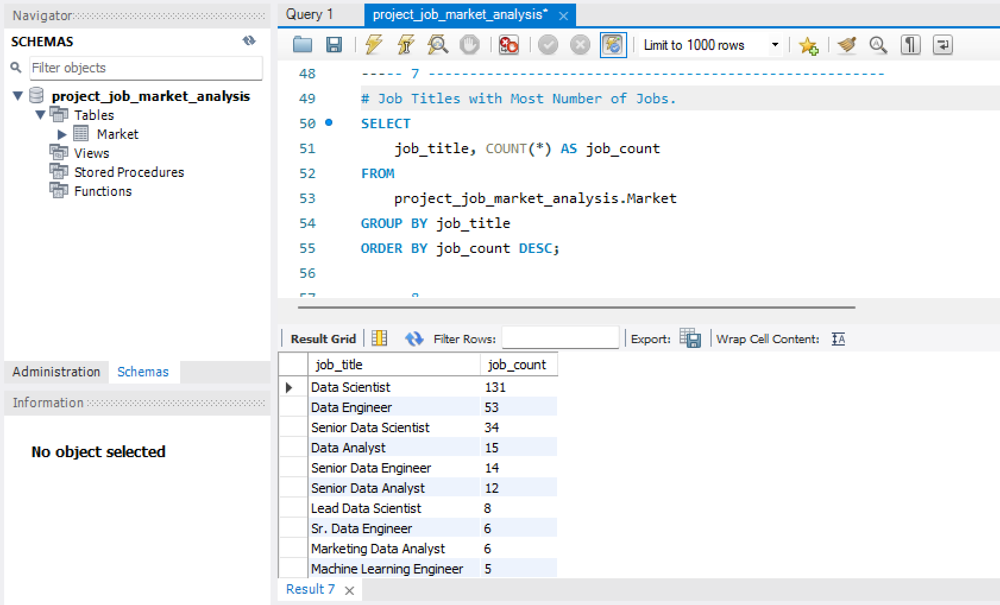 Navigator
SCHEMAS
Filter objects
project_job_market_analysis
Tables
Market
Views
Stored Procedures
Functions
Administration Schemas
Information
No object selected
Query 1 project_job_market_analysis*
Limit to 1000 rows
48 ----- 7 -------------------------------------------------------
49 # Job Titles with Most Number of Jobs.
50 SELECT
51 job_title, COUNT(*) AS job_count
52 FROM
53 project_job_market_analysis.Market
54 GROUP BY job_title
55 ORDER BY job_count DESC;
56
Result Grid Filter Rows: Export: Wrap Cell Content:
job_title job_count
Data Scientist 131
Data Engineer 53
Senior Data Scientist 34
Data Analyst 15
Senior Data Engineer 14
Senior Data Analyst 12
Lead Data Scientist 8
Sr. Data Engineer 6
Marketing Data Analyst 6
Machine Learning Engineer 5
Result 7